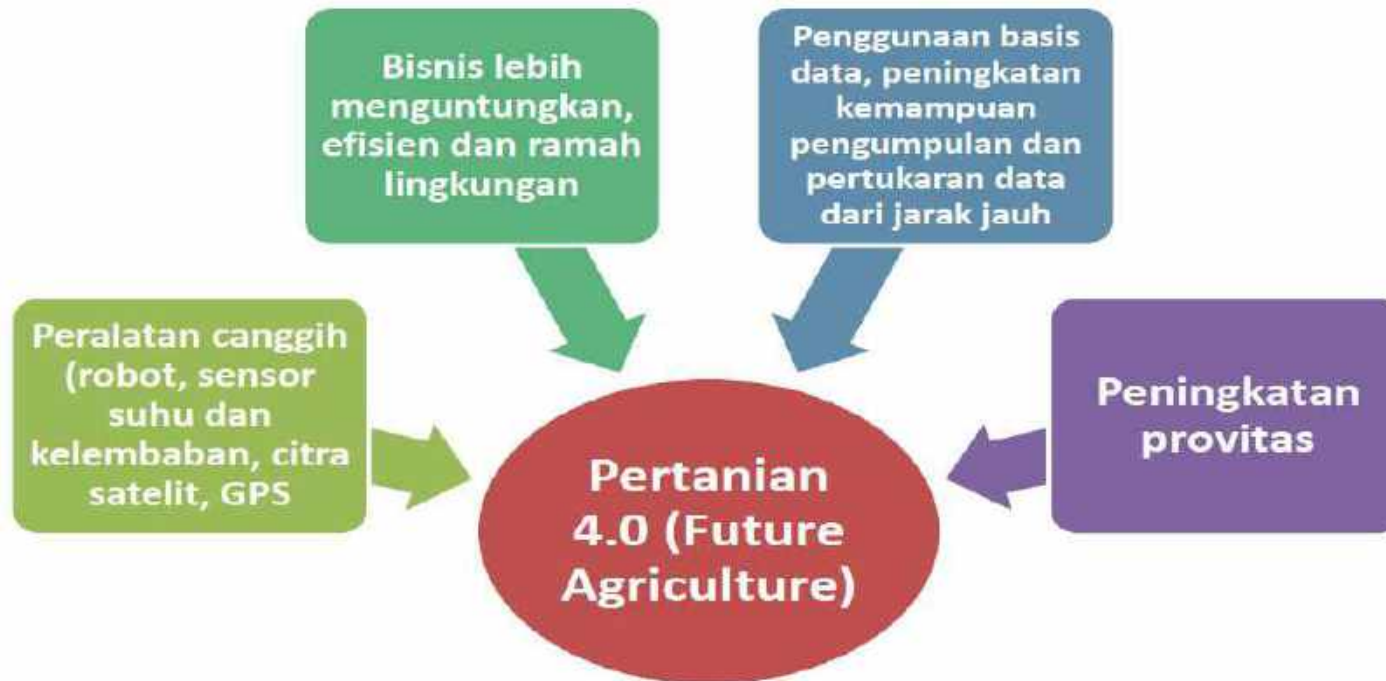 Bisnis lebih
menguntungkan,
efisien dan ramah
lingkungan
Penggunaan basis
data, peningkatan
kemampuan
pengumpulan dan
pertukaran data
dari jarak jauh
Peralatan canggih
(robot, sensor
suhu dan
kelembaban, citra
satelit, GPS
Peningkatan
provitas
Pertanian
4.0 (Future
Agriculture)